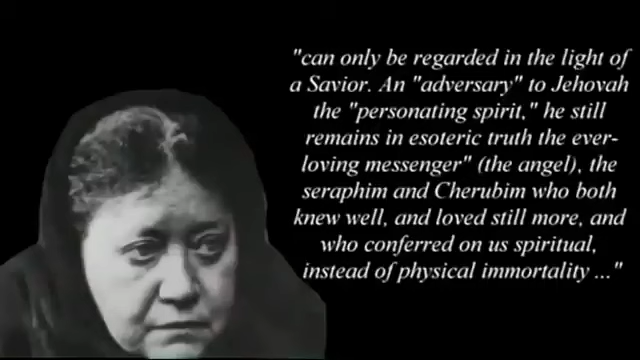 "can only be regarded in the light of
a Savior. An "adversary" to Jehovah
the "personating spirit," he still
remains in esoteric truth the ever-
loving messenger" (the angel), the
seraphim and Cherubim who both
knew well, and loved still more, and
who conferred on us spiritual,
instead of physical immortality ..."